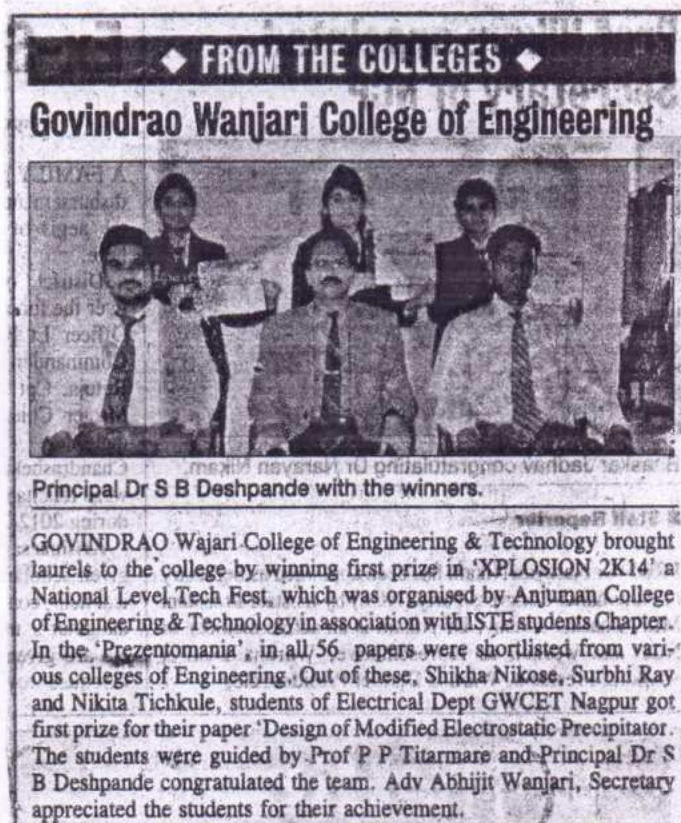 ◆ FROM THE COLLEGES ◆
Govindrao Wanjari College of Engineering
A FAMILY
Principal Dr S B Deshpande with the winners.
GOVINDRAO Wajari College of Engineering & Technology brought
laurels to the college by winning first prize in 'XPLOSION 2K14' a
National Level Tech Fest, which was organised by Anjuman College
of Engineering & Technology in association with ISTE students Chapter.
In the 'Prezentomania', in all 56 papers were shortlisted from vari-
ous colleges of Engineering. Out of these, Shikha Nikose, Surbhi Ray
and Nikita Tichkule, students of Electrical Dept GWCET Nagpur got
first prize for their paper 'Design of Modified Electrostatic Precipitator.
The students were guided by Prof P P Titarmare and Principal Dr S
B Deshpande congratulated the team. Adv Abhijit Wanjari, Secretary
appreciated the students for their achievement.